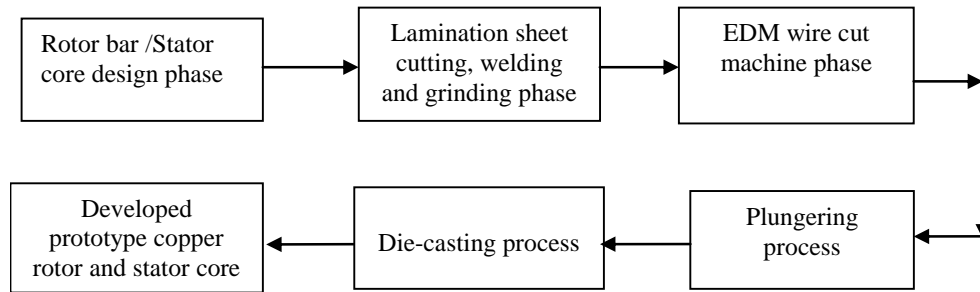 Rotor bar /Stator
core design phase
Lamination sheet
cutting, welding
and grinding phase
EDM wire cut
machine phase
Plungering
process
Die-casting process
Developed
prototype copper
rotor and stator core